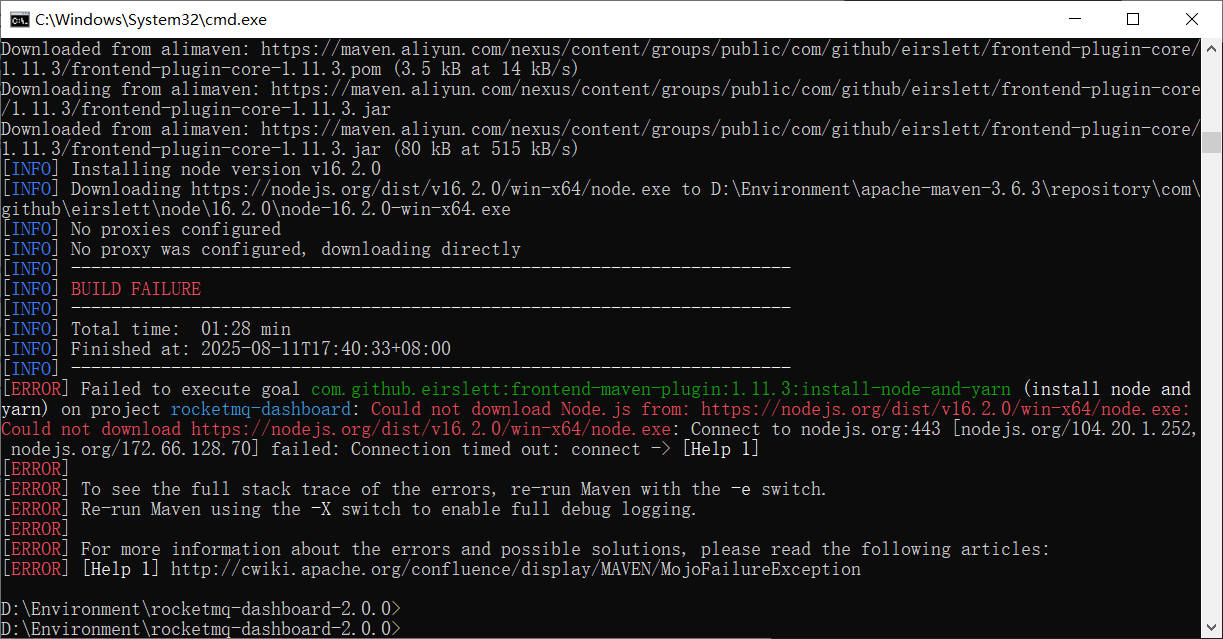 C:\Windows\System32\cmd.exe
Downloaded from alimaven: https://maven.aliyun.com/nexus/content/groups/public/com/github/eirslett/frontend-plugin-core/
1.11.3/frontend-plugin-core-1.11.3.pom (3.5 kB at 14 kB/s)
Downloading from alimaven: https://maven.aliyun.com/nexus/content/groups/public/com/github/eirslett/frontend-plugin-core
/1.11.3/frontend-plugin-core-1.11.3.jar
Downloaded from alimaven: https://maven.aliyun.com/nexus/content/groups/public/com/github/eirslett/frontend-plugin-core/
1.11.3/frontend-plugin-core-1.11.3.jar (80 kB at 515 kB/s)
[INFO] Installing node version v16.2.0
[INFO] Downloading https://nodejs.org/dist/v16.2.0/win-x64/node.exe to D:\Environment\apache-maven-3.6.3\repository\com\
github\eirslett\node\16.2.0\node-16.2.0-win-x64.exe
[INFO] No proxies configured
[INFO] No proxy was configured, downloading directly
[INFO] ------------------------------------------------------------------------
[INFO] BUILD FAILURE
[INFO] ------------------------------------------------------------------------
[INFO] Total time:  01:28 min
[INFO] Finished at: 2025-08-11T17:40:33+08:00
[INFO] ------------------------------------------------------------------------
[ERROR] Failed to execute goal com.github.eirslett:frontend-maven-plugin:1.11.3:install-node-and-yarn (install node and
yarn) on project rocketmq-dashboard: Could not download Node.js from: https://nodejs.org/dist/v16.2.0/win-x64/node.exe:
Could not download https://nodejs.org/dist/v16.2.0/win-x64/node.exe: Connect to nodejs.org:443 [nodejs.org/104.20.1.252,
nodejs.org/172.66.128.70] failed: Connection timed out: connect -> [Help 1]
[ERROR]
[ERROR] To see the full stack trace of the errors, re-run Maven with the -e switch.
[ERROR] Re-run Maven using the -X switch to enable full debug logging.
[ERROR]
[ERROR] For more information about the errors and possible solutions, please read the following articles:
[ERROR] [Help 1] http://cwiki.apache.org/confluence/display/MAVEN/MojoFailureException
D:\Environment\rocketmq-dashboard-2.0.0>
D:\Environment\rocketmq-dashboard-2.0.0>